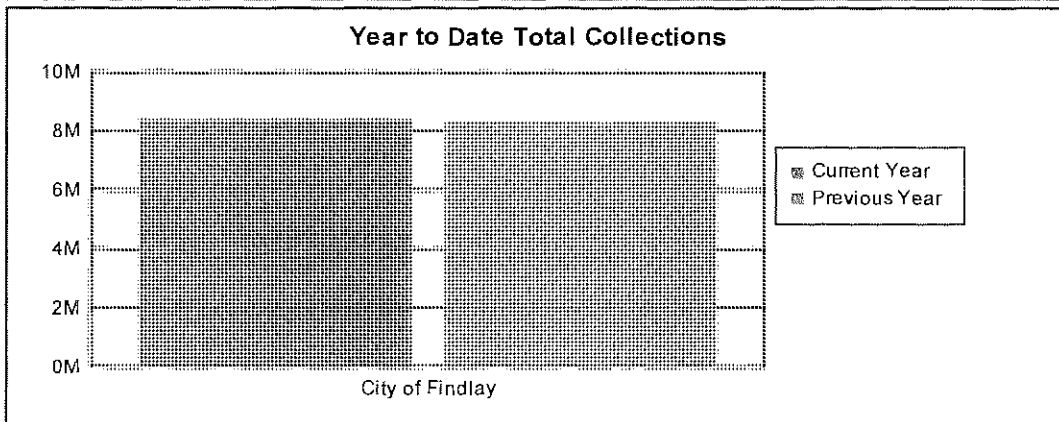 Year to Date Total Collections
10M
8M
6M
4M
2M
0M
City of Findlay
Current Year
Previous Year